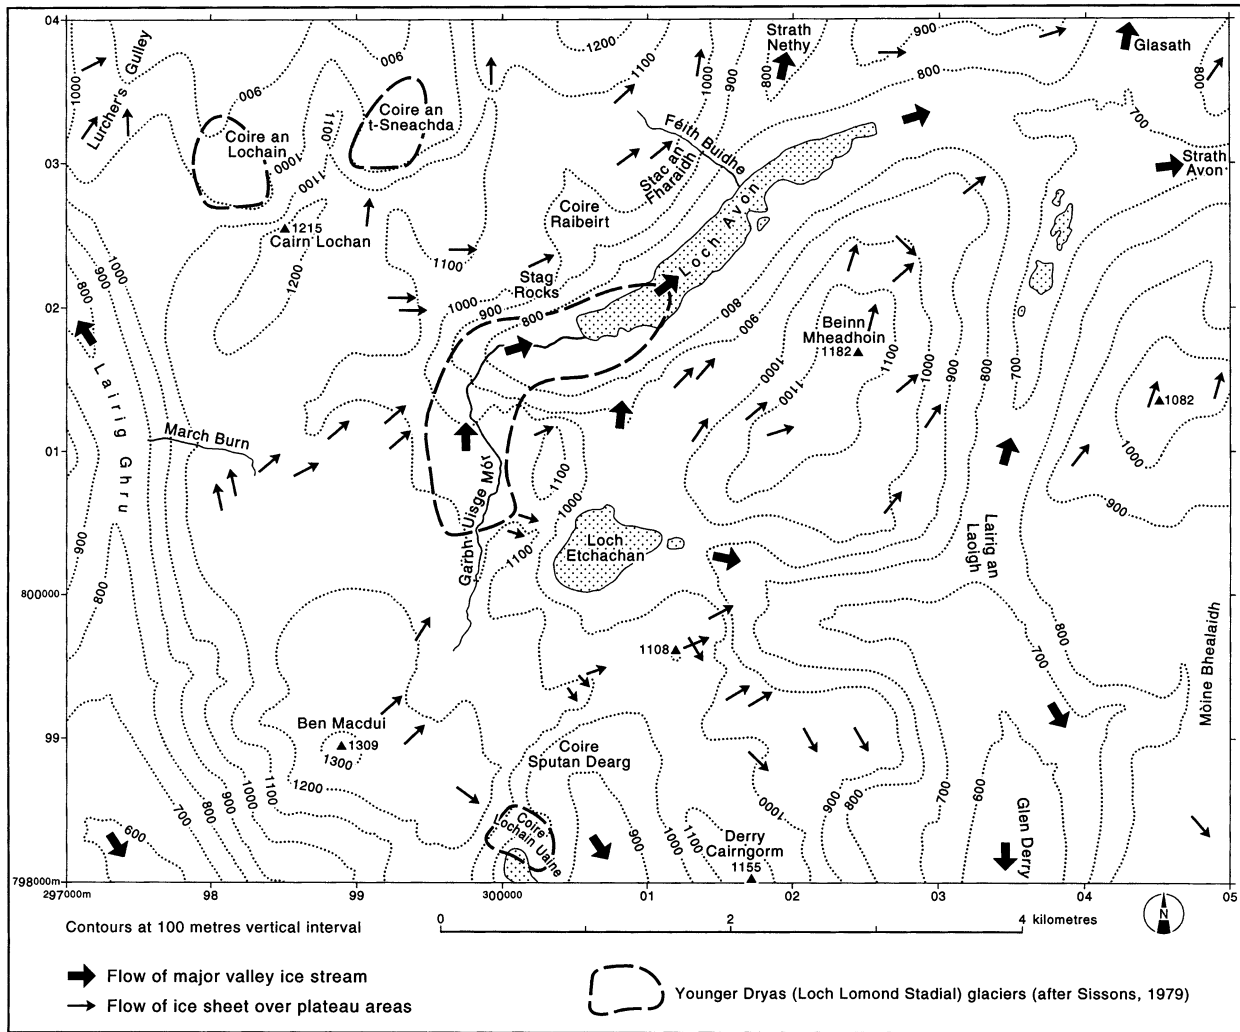 04
03
02
01
800000
99
798000m
297000m
98
99
300000
01
02
03
04
05
Lurcher's Gulley
Coire an
Lochain
Coire an
t-Sneachda
1215
Cairn Lochan
Strath
Nethy
Glasath
Strath
Avon
Féith Buidhe
Stac an
Fharaidh
Coire
Raibeirt
Loch Avon
Stag
Rocks
Beinn
Mheadhoin
1182
1082
Lairig Ghru
March Burn
Garbh Uisge Mór
Loch
Etchachan
Lairig an
Laoigh
Mòine Bhealaidh
1108
Ben Macdui
1309
1300
Coire
Sputan Dearg
Coire
Lochain Uaine
Derry
Cairngorm
1155
Glen Derry
1000
900
900
1100
1000
1100
1200
1200
1100
1000
900
800
900
800
700
800
1100
1000
900
800
800
900
1000
1100
1100
1000
900
800
700
1000
900
1000
900
800
900
800
1100
1000
1100
800
700
1200
1100
1000
900
800
700
600
900
1000
1100
1000
900
800
700
600
Contours at 100 metres vertical interval
0 2 4 kilometres
N
Flow of major valley ice stream
Flow of ice sheet over plateau areas
Younger Dryas (Loch Lomond Stadial) glaciers (after Sissons, 1979)